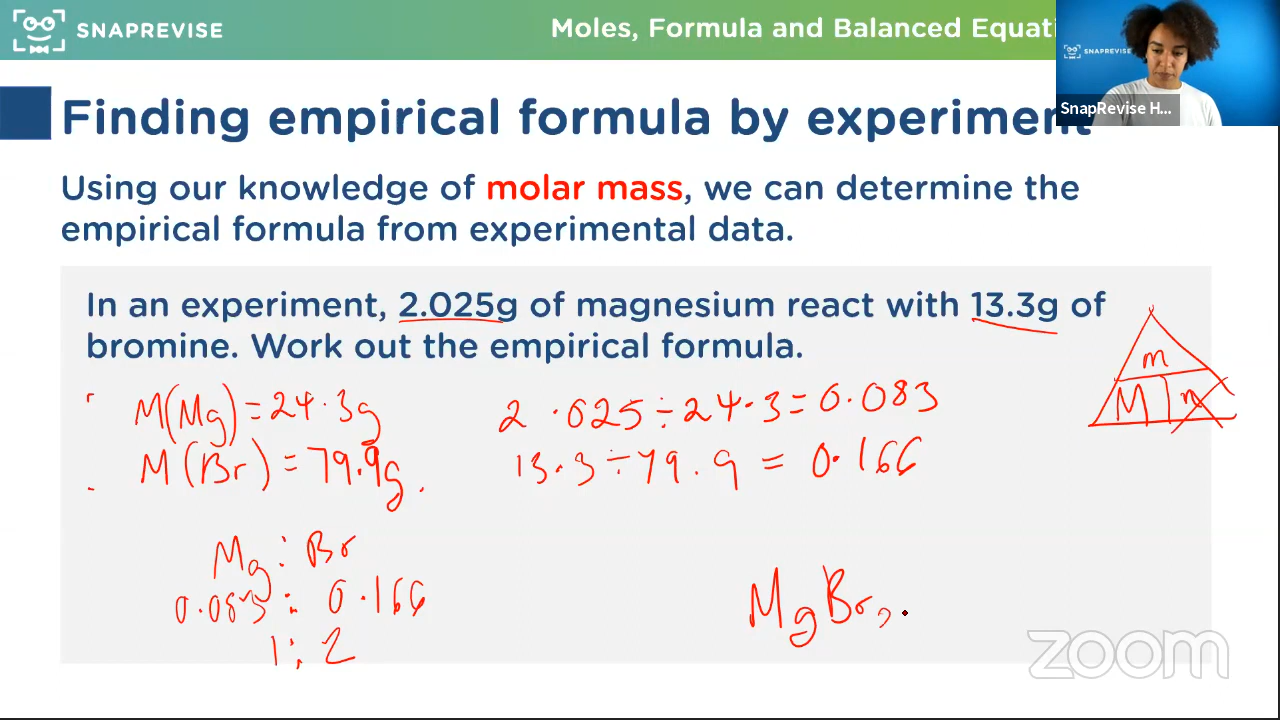 SNAPREVISE
Moles, Formula and Balanced Equati
SNAPREVISE
SnapRevise H...
Finding empirical formula by experiment
Using our knowledge of molar mass, we can determine the
empirical formula from experimental data.
In an experiment, 2.025g of magnesium react with 13.3g of
bromine. Work out the empirical formula.
m
M n
M(Mg) = 24.3g
2.025 ÷ 24.3 = 0.083
M(Br) = 79.9g.
13.3 ÷ 79.9 = 0.166
Mg : Br
0.083 : 0.166
1 : 2
MgBr2
zoom